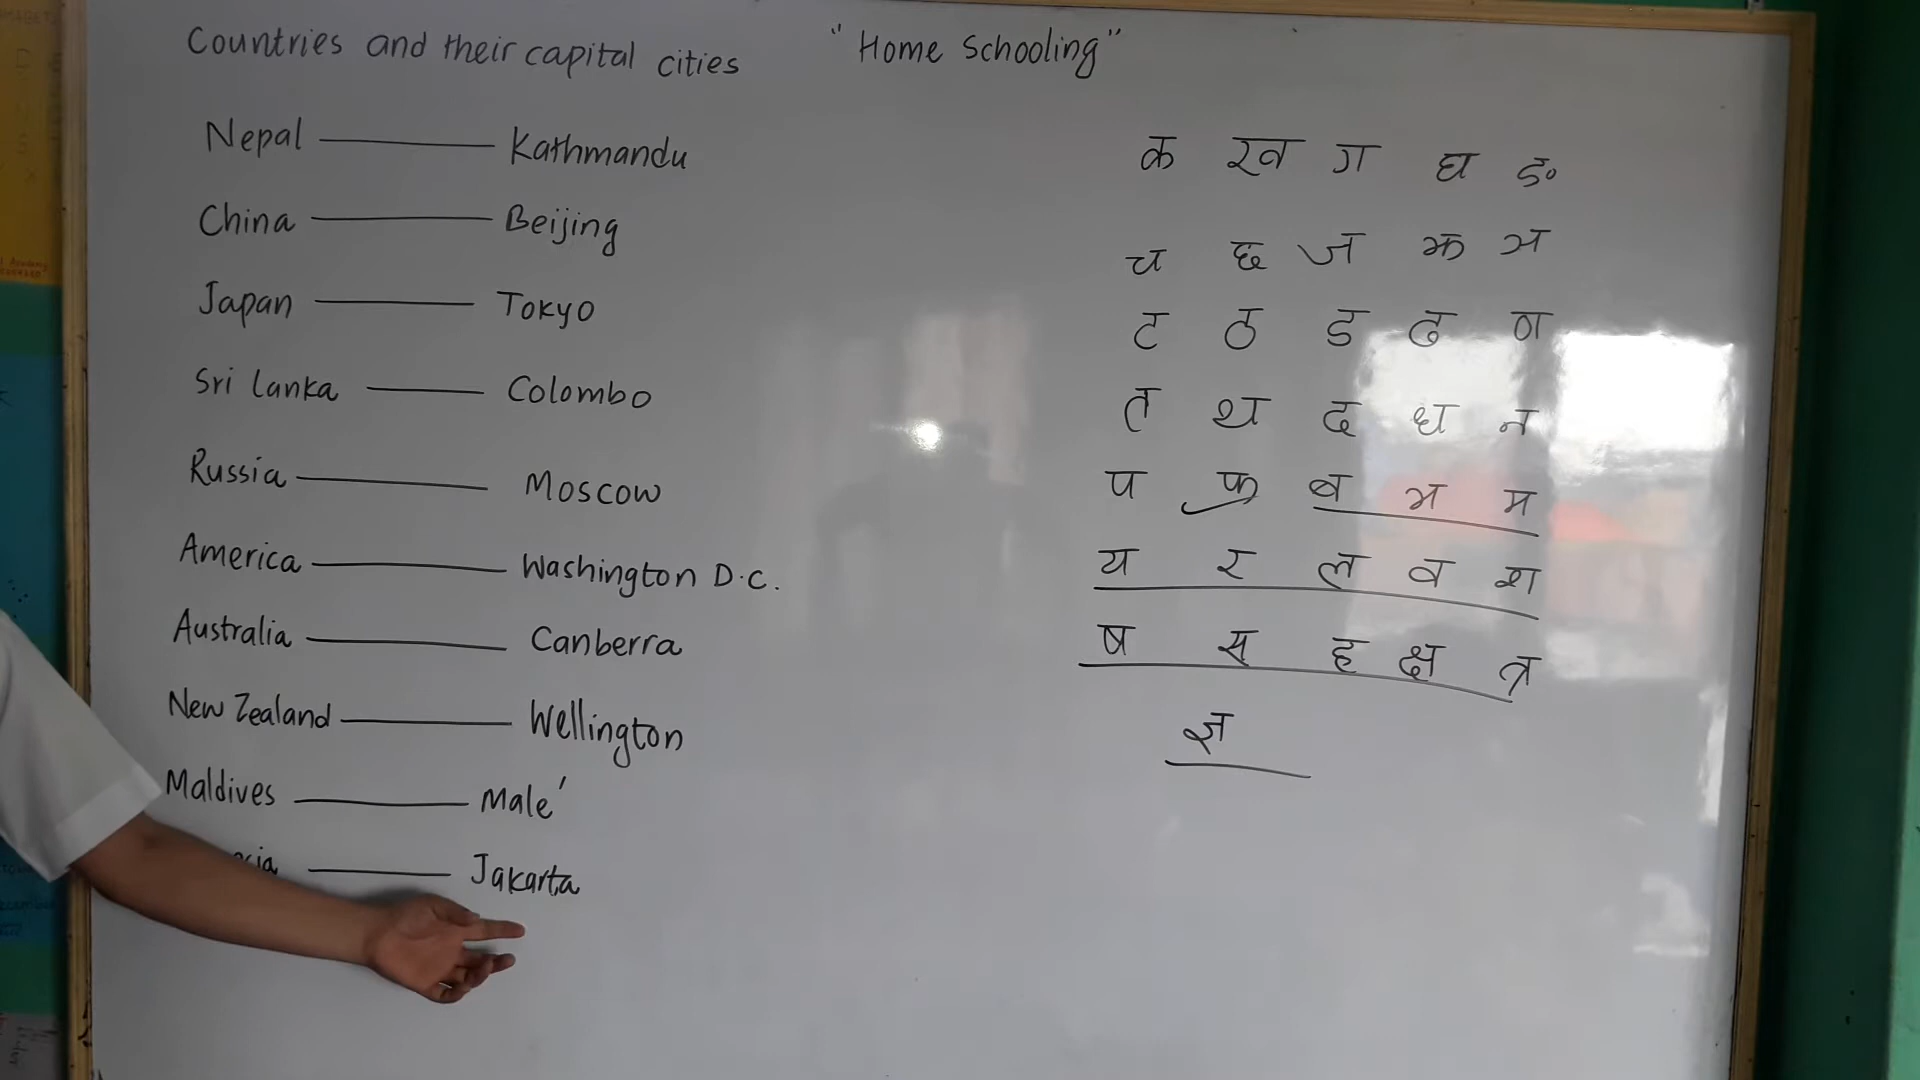 Countries and their capital cities
"Home Schooling"
Nepal ——— Kathmandu
China ——— Beijing
Japan ——— Tokyo
Sri Lanka ——— Colombo
Russia ——— Moscow
America ——— Washington D.C.
Australia ——— Canberra
New Zealand ——— Wellington
Maldives ——— Male'
——— Jakarta
क ख ग घ ङ
च छ ज झ ञ
ट ठ ड ढ ण
त थ द ध न
प फ ब भ म
य र ल व श
ष स ह क्ष त्र
ज्ञ